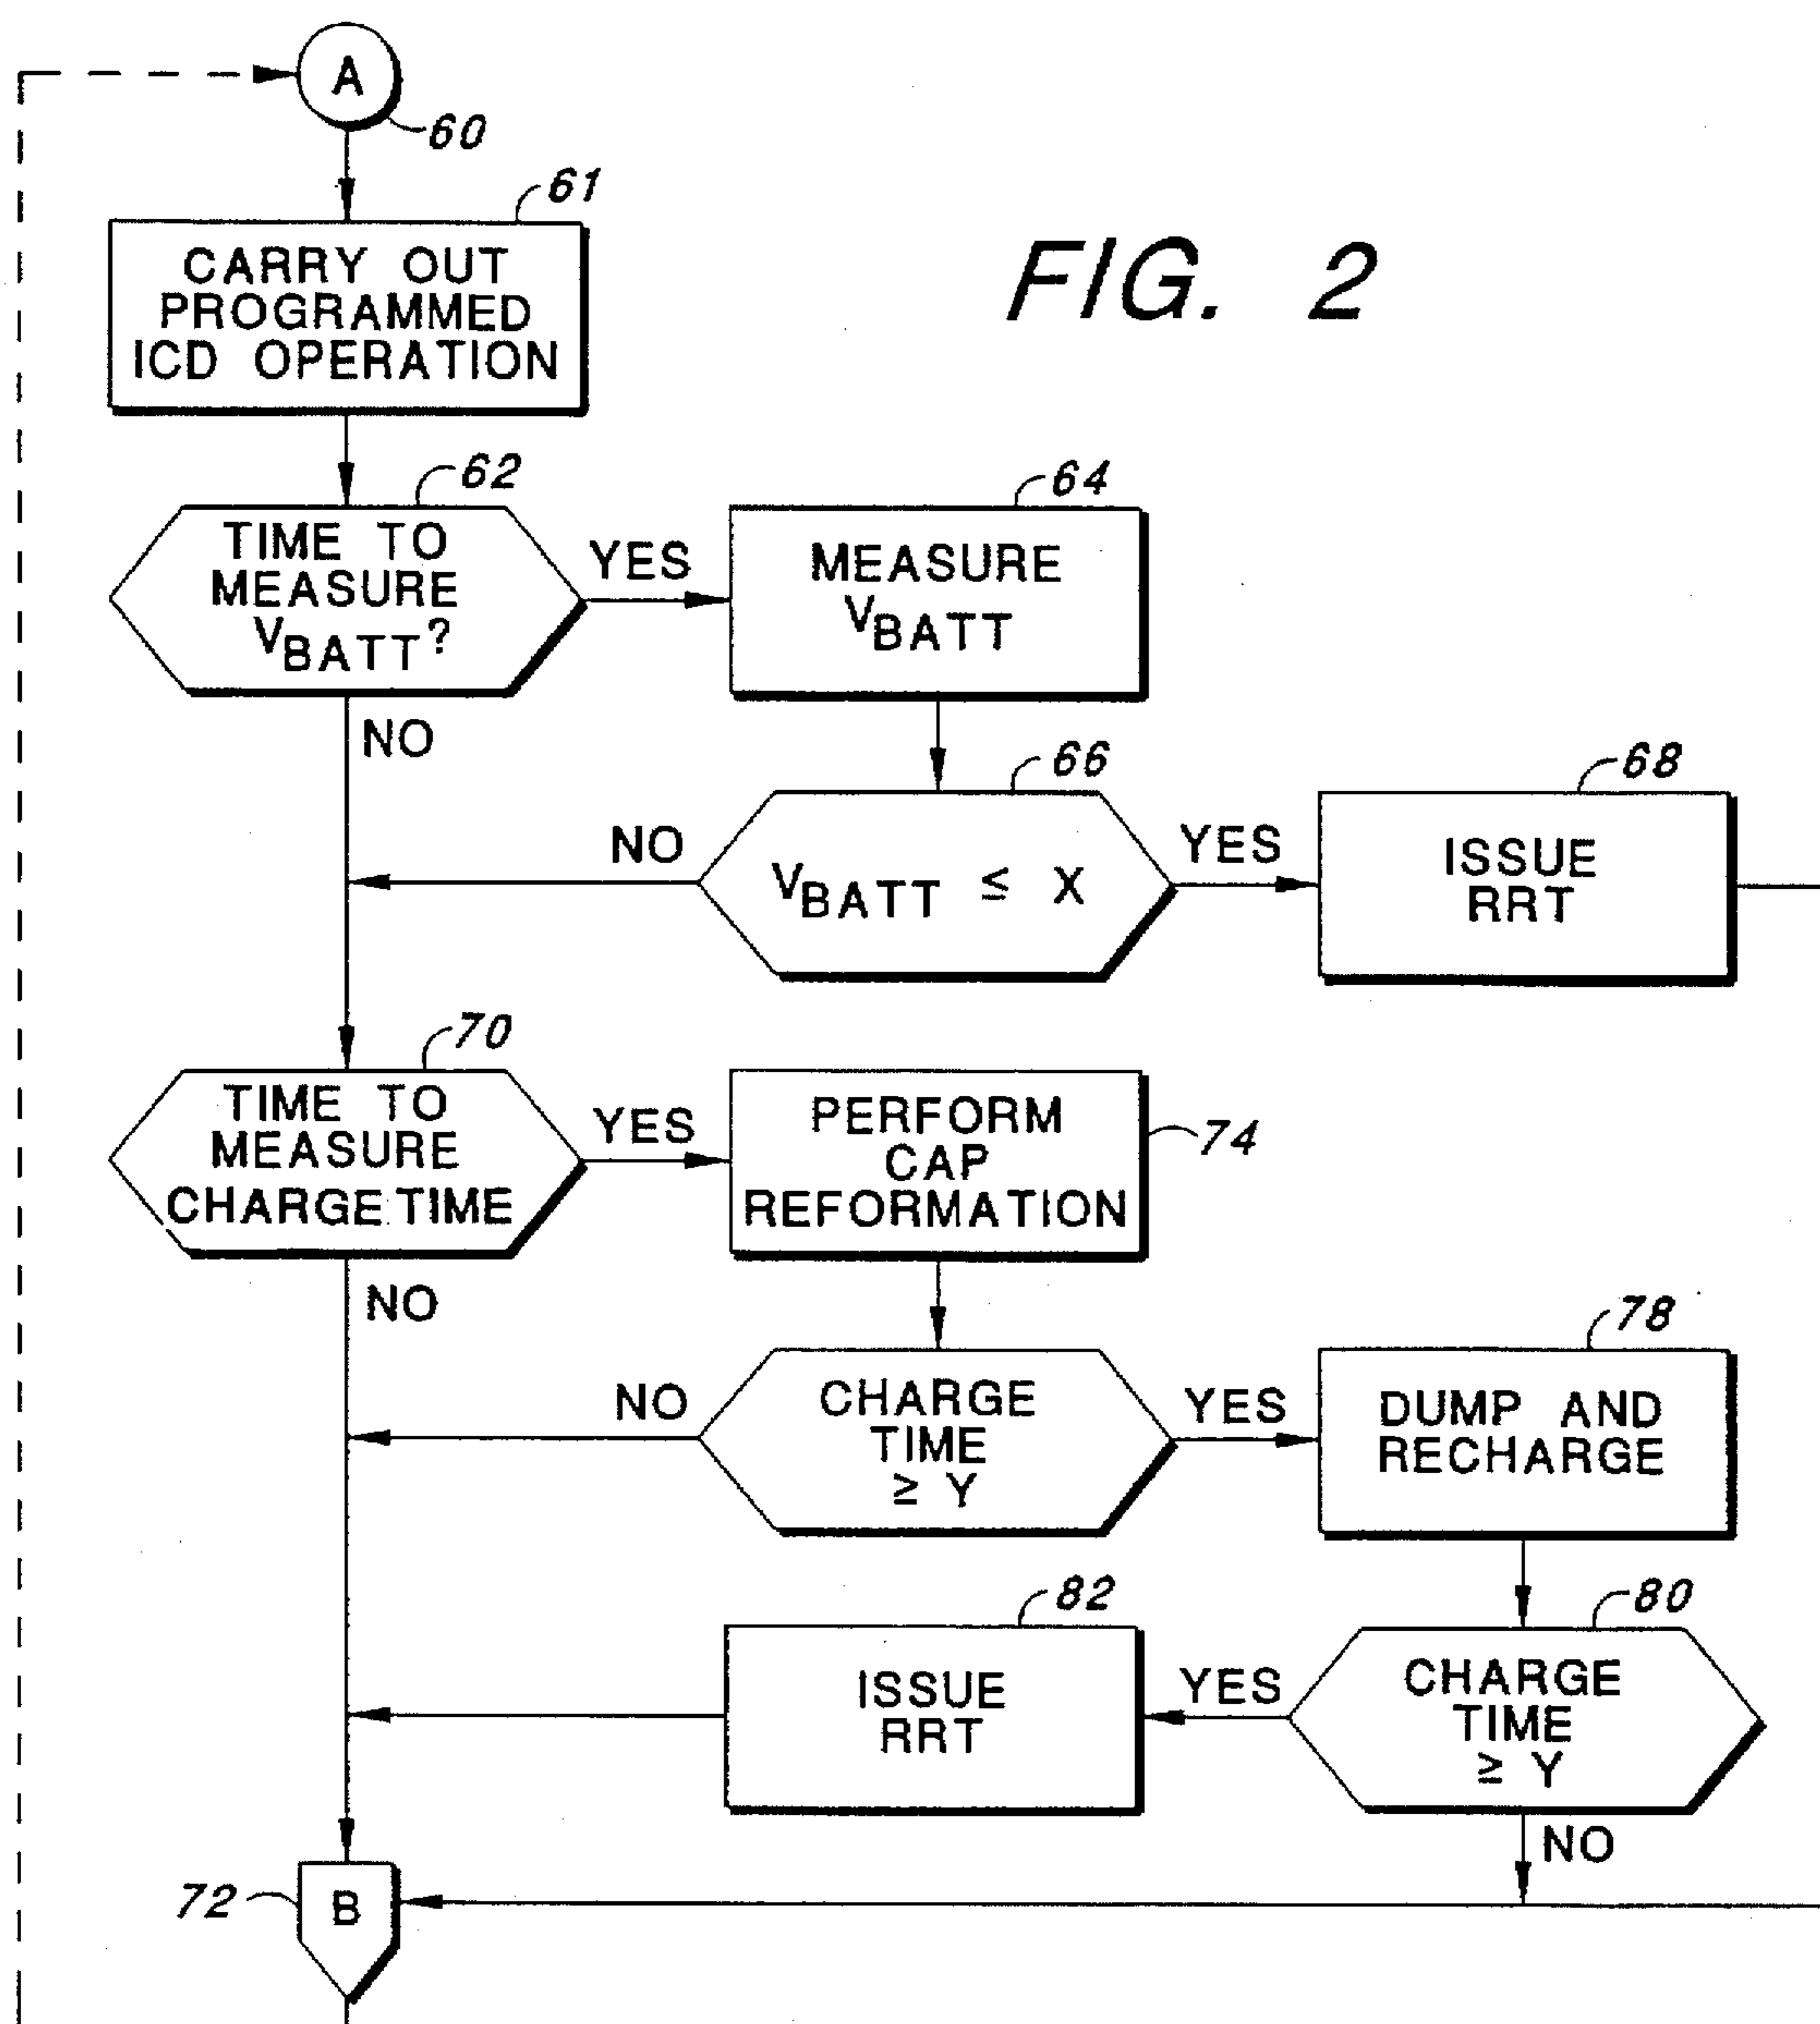 A
60
61
CARRY OUT
PROGRAMMED
ICD OPERATION
FIG. 2
62
TIME TO
MEASURE
VBATT?
YES
NO
64
MEASURE
VBATT
66
VBATT ≤ X
NO
YES
68
ISSUE
RRT
70
TIME TO
MEASURE
CHARGE TIME
YES
NO
PERFORM
CAP
REFORMATION
74
CHARGE
TIME
≥ Y
NO
YES
78
DUMP AND
RECHARGE
80
CHARGE
TIME
≥ Y
YES
NO
82
ISSUE
RRT
72
B